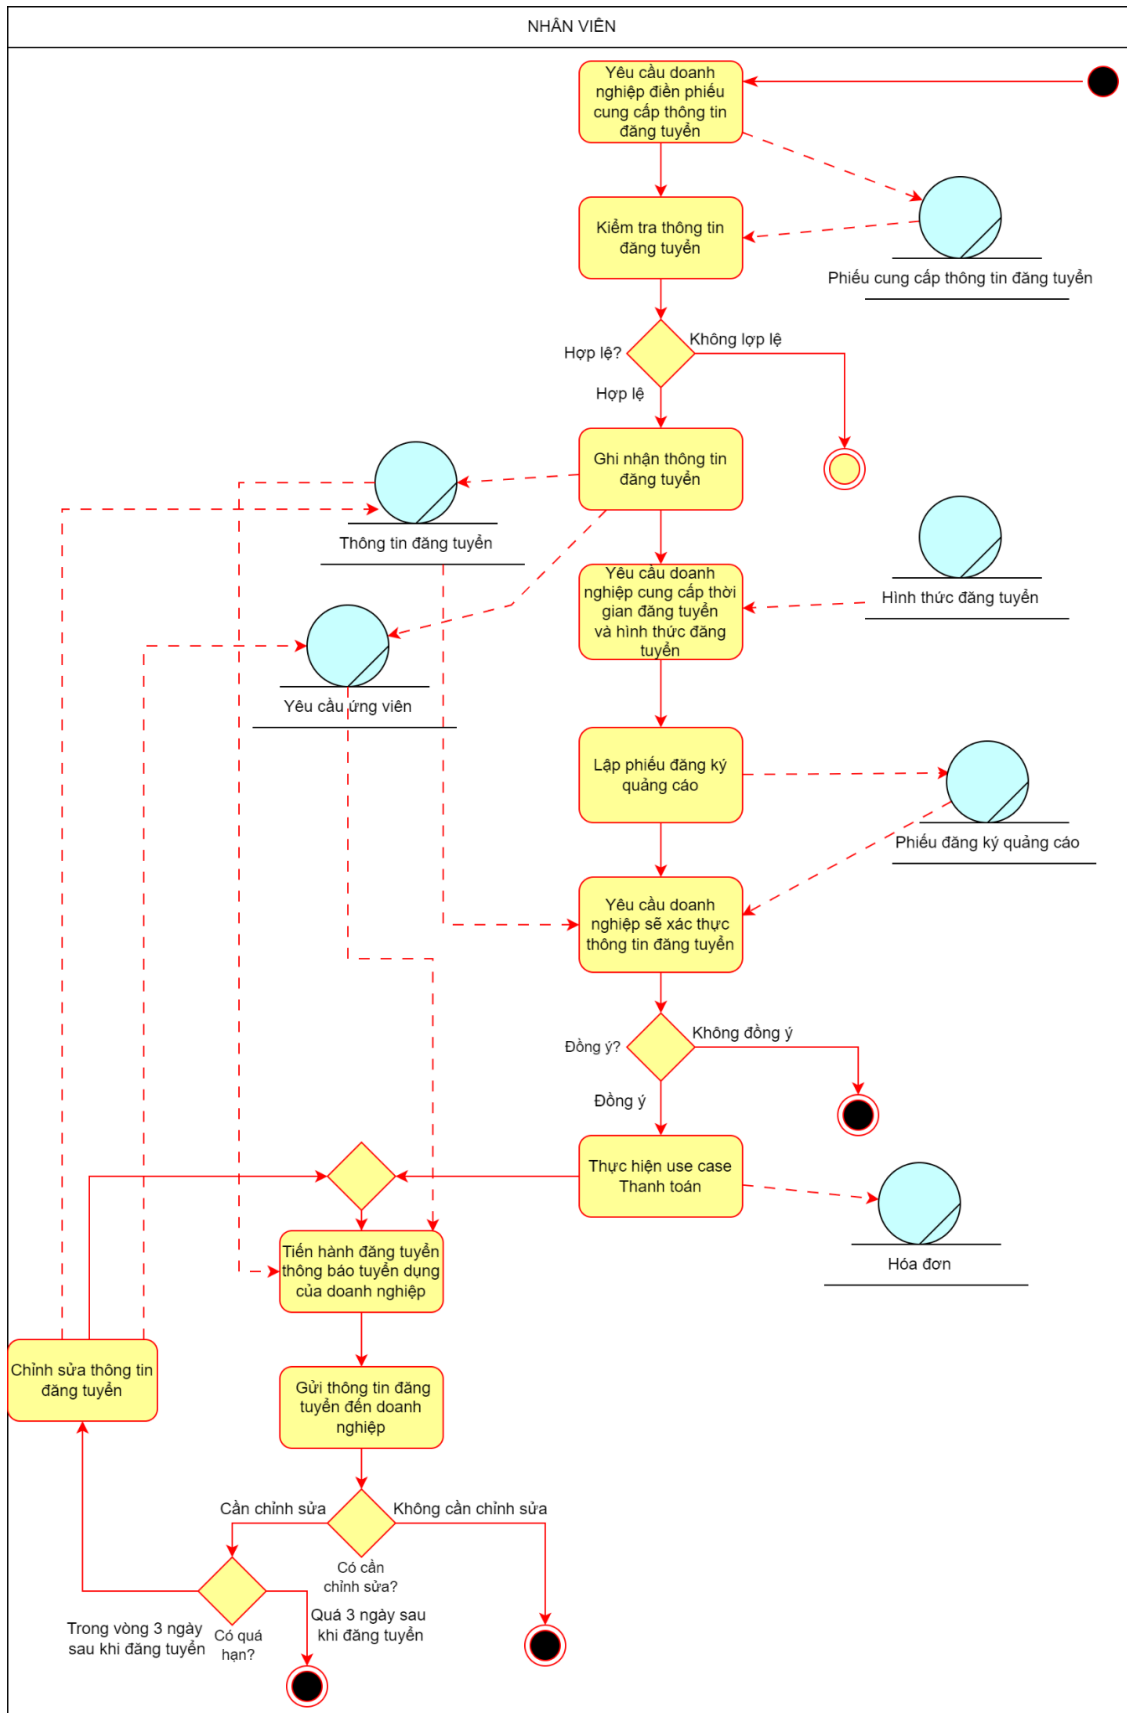 NHÂN VIÊN
Yêu cầu doanh
nghiệp điền phiếu
cung cấp thông tin
đăng tuyển
Kiểm tra thông tin
đăng tuyển
Phiếu cung cấp thông tin đăng tuyển
Không lợp lệ
Hợp lệ?
Hợp lệ
Ghi nhận thông tin
đăng tuyển
Thông tin đăng tuyển
Yêu cầu doanh
nghiệp cung cấp thời
gian đăng tuyển
và hình thức đăng
tuyển
Hình thức đăng tuyển
Yêu cầu ứng viên
Lập phiếu đăng ký
quảng cáo
Phiếu đăng ký quảng cáo
Yêu cầu doanh
nghiệp sẽ xác thực
thông tin đăng tuyển
Không đồng ý
Đồng ý?
Đồng ý
Thực hiện use case
Thanh toán
Hóa đơn
Tiến hành đăng tuyển
thông báo tuyển dụng
của doanh nghiệp
Chỉnh sửa thông tin
đăng tuyển
Gửi thông tin đăng
tuyển đến doanh
nghiệp
Cần chỉnh sửa
Không cần chỉnh sửa
Có cần
chỉnh sửa?
Trong vòng 3 ngày
sau khi đăng tuyển
Có quá
hạn?
Quá 3 ngày sau
khi đăng tuyển